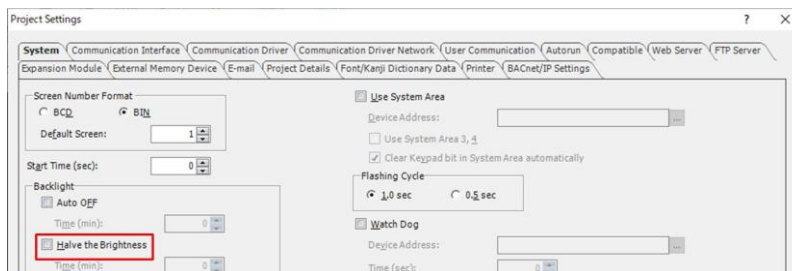 Project Settings ? X
System Communication Interface Communication Driver Communication Driver Network User Communication Autorun Compatible Web Server FTP Server
Expansion Module External Memory Device E-mail Project Details Font/Kanji Dictionary Data Printer BACnet/IP Settings
Screen Number Format
BCD BIN
Default Screen: 1
Start Time (sec): 0
Backlight
Auto OFF
Time (min): 0
Halve the Brightness
Time (min): 0
Use System Area
Device Address: ...
Use System Area 3, 4
Clear Keypad bit in System Area automatically
Flashing Cycle
1.0 sec 0.5 sec
Watch Dog
Device Address: ...
Time (sec): 0